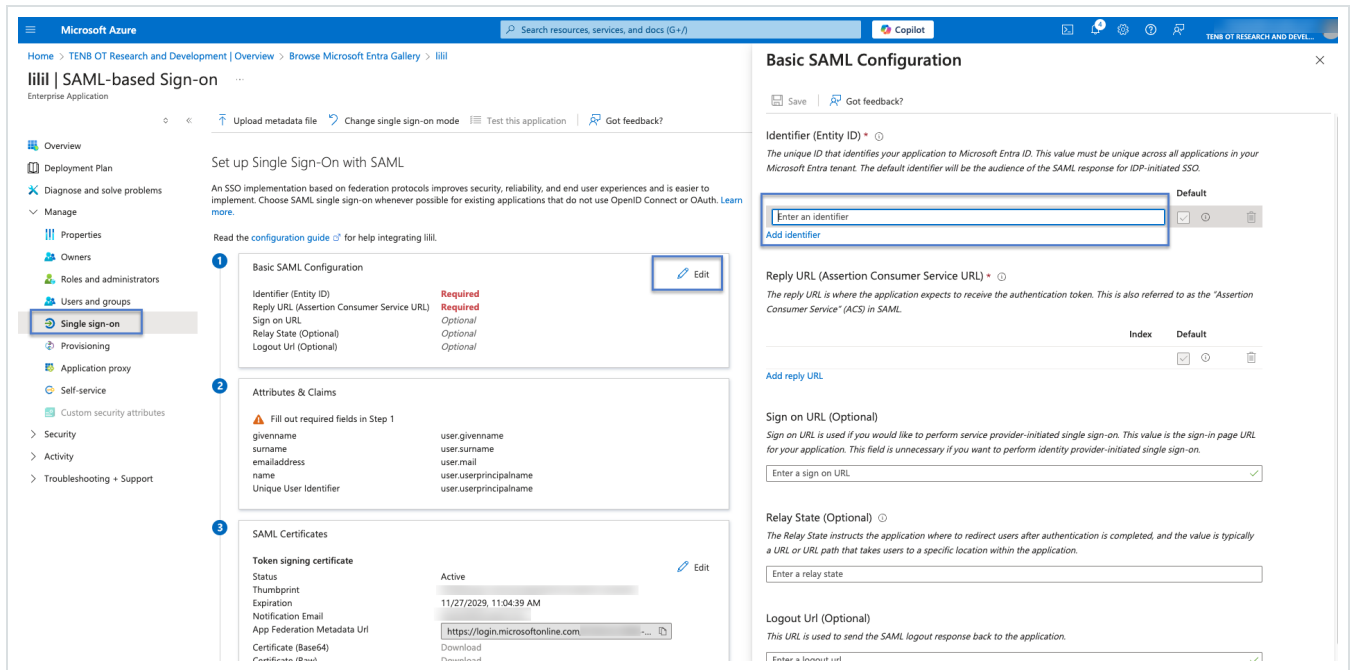 Microsoft Azure
Search resources, services, and docs (G+/)
Copilot
4
TENB OT RESEARCH AND DEVEL...
Home > TENB OT Research and Development | Overview > Browse Microsoft Entra Gallery > lilil
lilil | SAML-based Sign-on ...
Enterprise Application
Overview
Deployment Plan
Diagnose and solve problems
Manage
Properties
Owners
Roles and administrators
Users and groups
Single sign-on
Provisioning
Application proxy
Self-service
Custom security attributes
Security
Activity
Troubleshooting + Support
Upload metadata file Change single sign-on mode Test this application Got feedback?
Set up Single Sign-On with SAML
An SSO implementation based on federation protocols improves security, reliability, and end user experiences and is easier to
implement. Choose SAML single sign-on whenever possible for existing applications that do not use OpenID Connect or OAuth. Learn
more.
Read the configuration guide for help integrating lilil.
1
Basic SAML Configuration
Edit
Identifier (Entity ID) Required
Reply URL (Assertion Consumer Service URL) Required
Sign on URL Optional
Relay State (Optional) Optional
Logout Url (Optional) Optional
2
Attributes & Claims
Fill out required fields in Step 1
givenname user.givenname
surname user.surname
emailaddress user.mail
name user.userprincipalname
Unique User Identifier user.userprincipalname
3
SAML Certificates
Token signing certificate
Edit
Status Active
Thumbprint
Expiration 11/27/2029, 11:04:39 AM
Notification Email
App Federation Metadata Url https://login.microsoftonline.com. -...
Certificate (Base64) Download
Certificate (Raw) Download
Basic SAML Configuration
Save Got feedback?
Identifier (Entity ID) *
The unique ID that identifies your application to Microsoft Entra ID. This value must be unique across all applications in your
Microsoft Entra tenant. The default identifier will be the audience of the SAML response for IDP-initiated SSO.
Default
Enter an identifier
Add identifier
Reply URL (Assertion Consumer Service URL) *
The reply URL is where the application expects to receive the authentication token. This is also referred to as the "Assertion
Consumer Service" (ACS) in SAML.
Index Default
Add reply URL
Sign on URL (Optional)
Sign on URL is used if you would like to perform service provider-initiated single sign-on. This value is the sign-in page URL
for your application. This field is unnecessary if you want to perform identity provider-initiated single sign-on.
Enter a sign on URL
Relay State (Optional)
The Relay State instructs the application where to redirect users after authentication is completed, and the value is typically
a URL or URL path that takes users to a specific location within the application.
Enter a relay state
Logout Url (Optional)
This URL is used to send the SAML logout response back to the application.
Enter a logout url